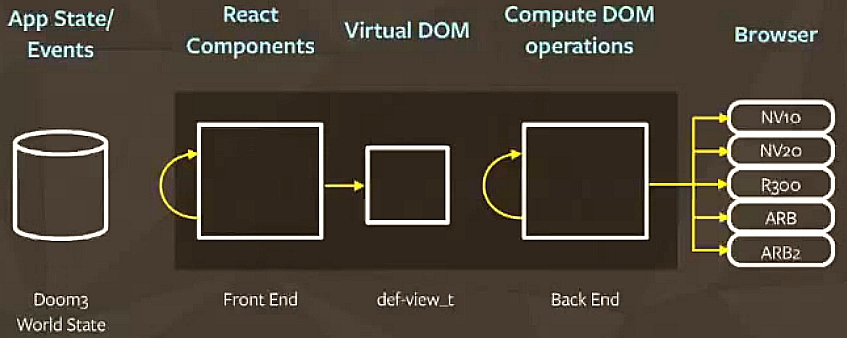 App State/
Events
React
Components
Virtual DOM
Compute DOM
operations
Browser
NV10
NV20
R300
ARB
ARB2
Doom3
World State
Front End
def-view_t
Back End